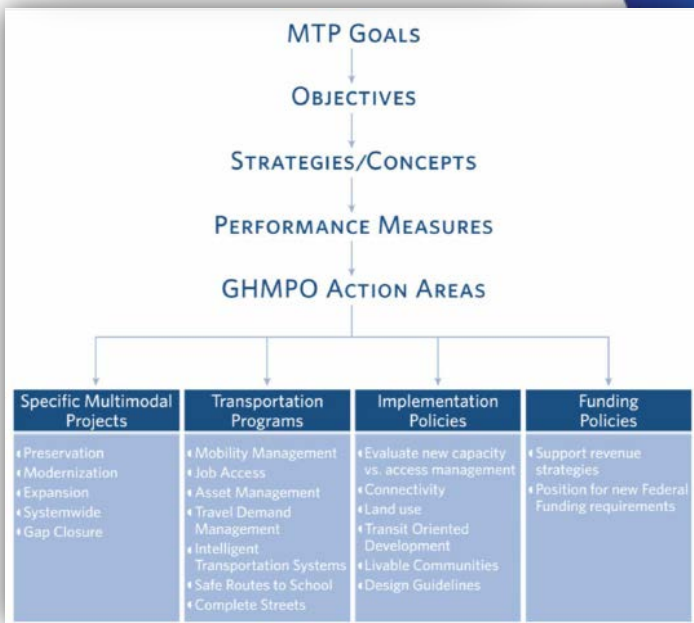 MTP GOALS
OBJECTIVES
STRATEGIES/CONCEPTS
PERFORMANCE MEASURES
GHMPO ACTION AREAS
Specific Multimodal
Projects
Preservation
Modernization
Expansion
Systemwide
Gap Closure
Transportation
Programs
Mobility Management
Job Access
Asset Management
Travel Demand
Management
Intelligent
Transportation Systems
Safe Routes to School
Complete Streets
Implementation
Policies
Evaluate new capacity
vs. access management
Connectivity
Land use
Transit Oriented
Development
Livable Communities
Design Guidelines
Funding
Policies
Support revenue
strategies
Position for new Federal
Funding requirements